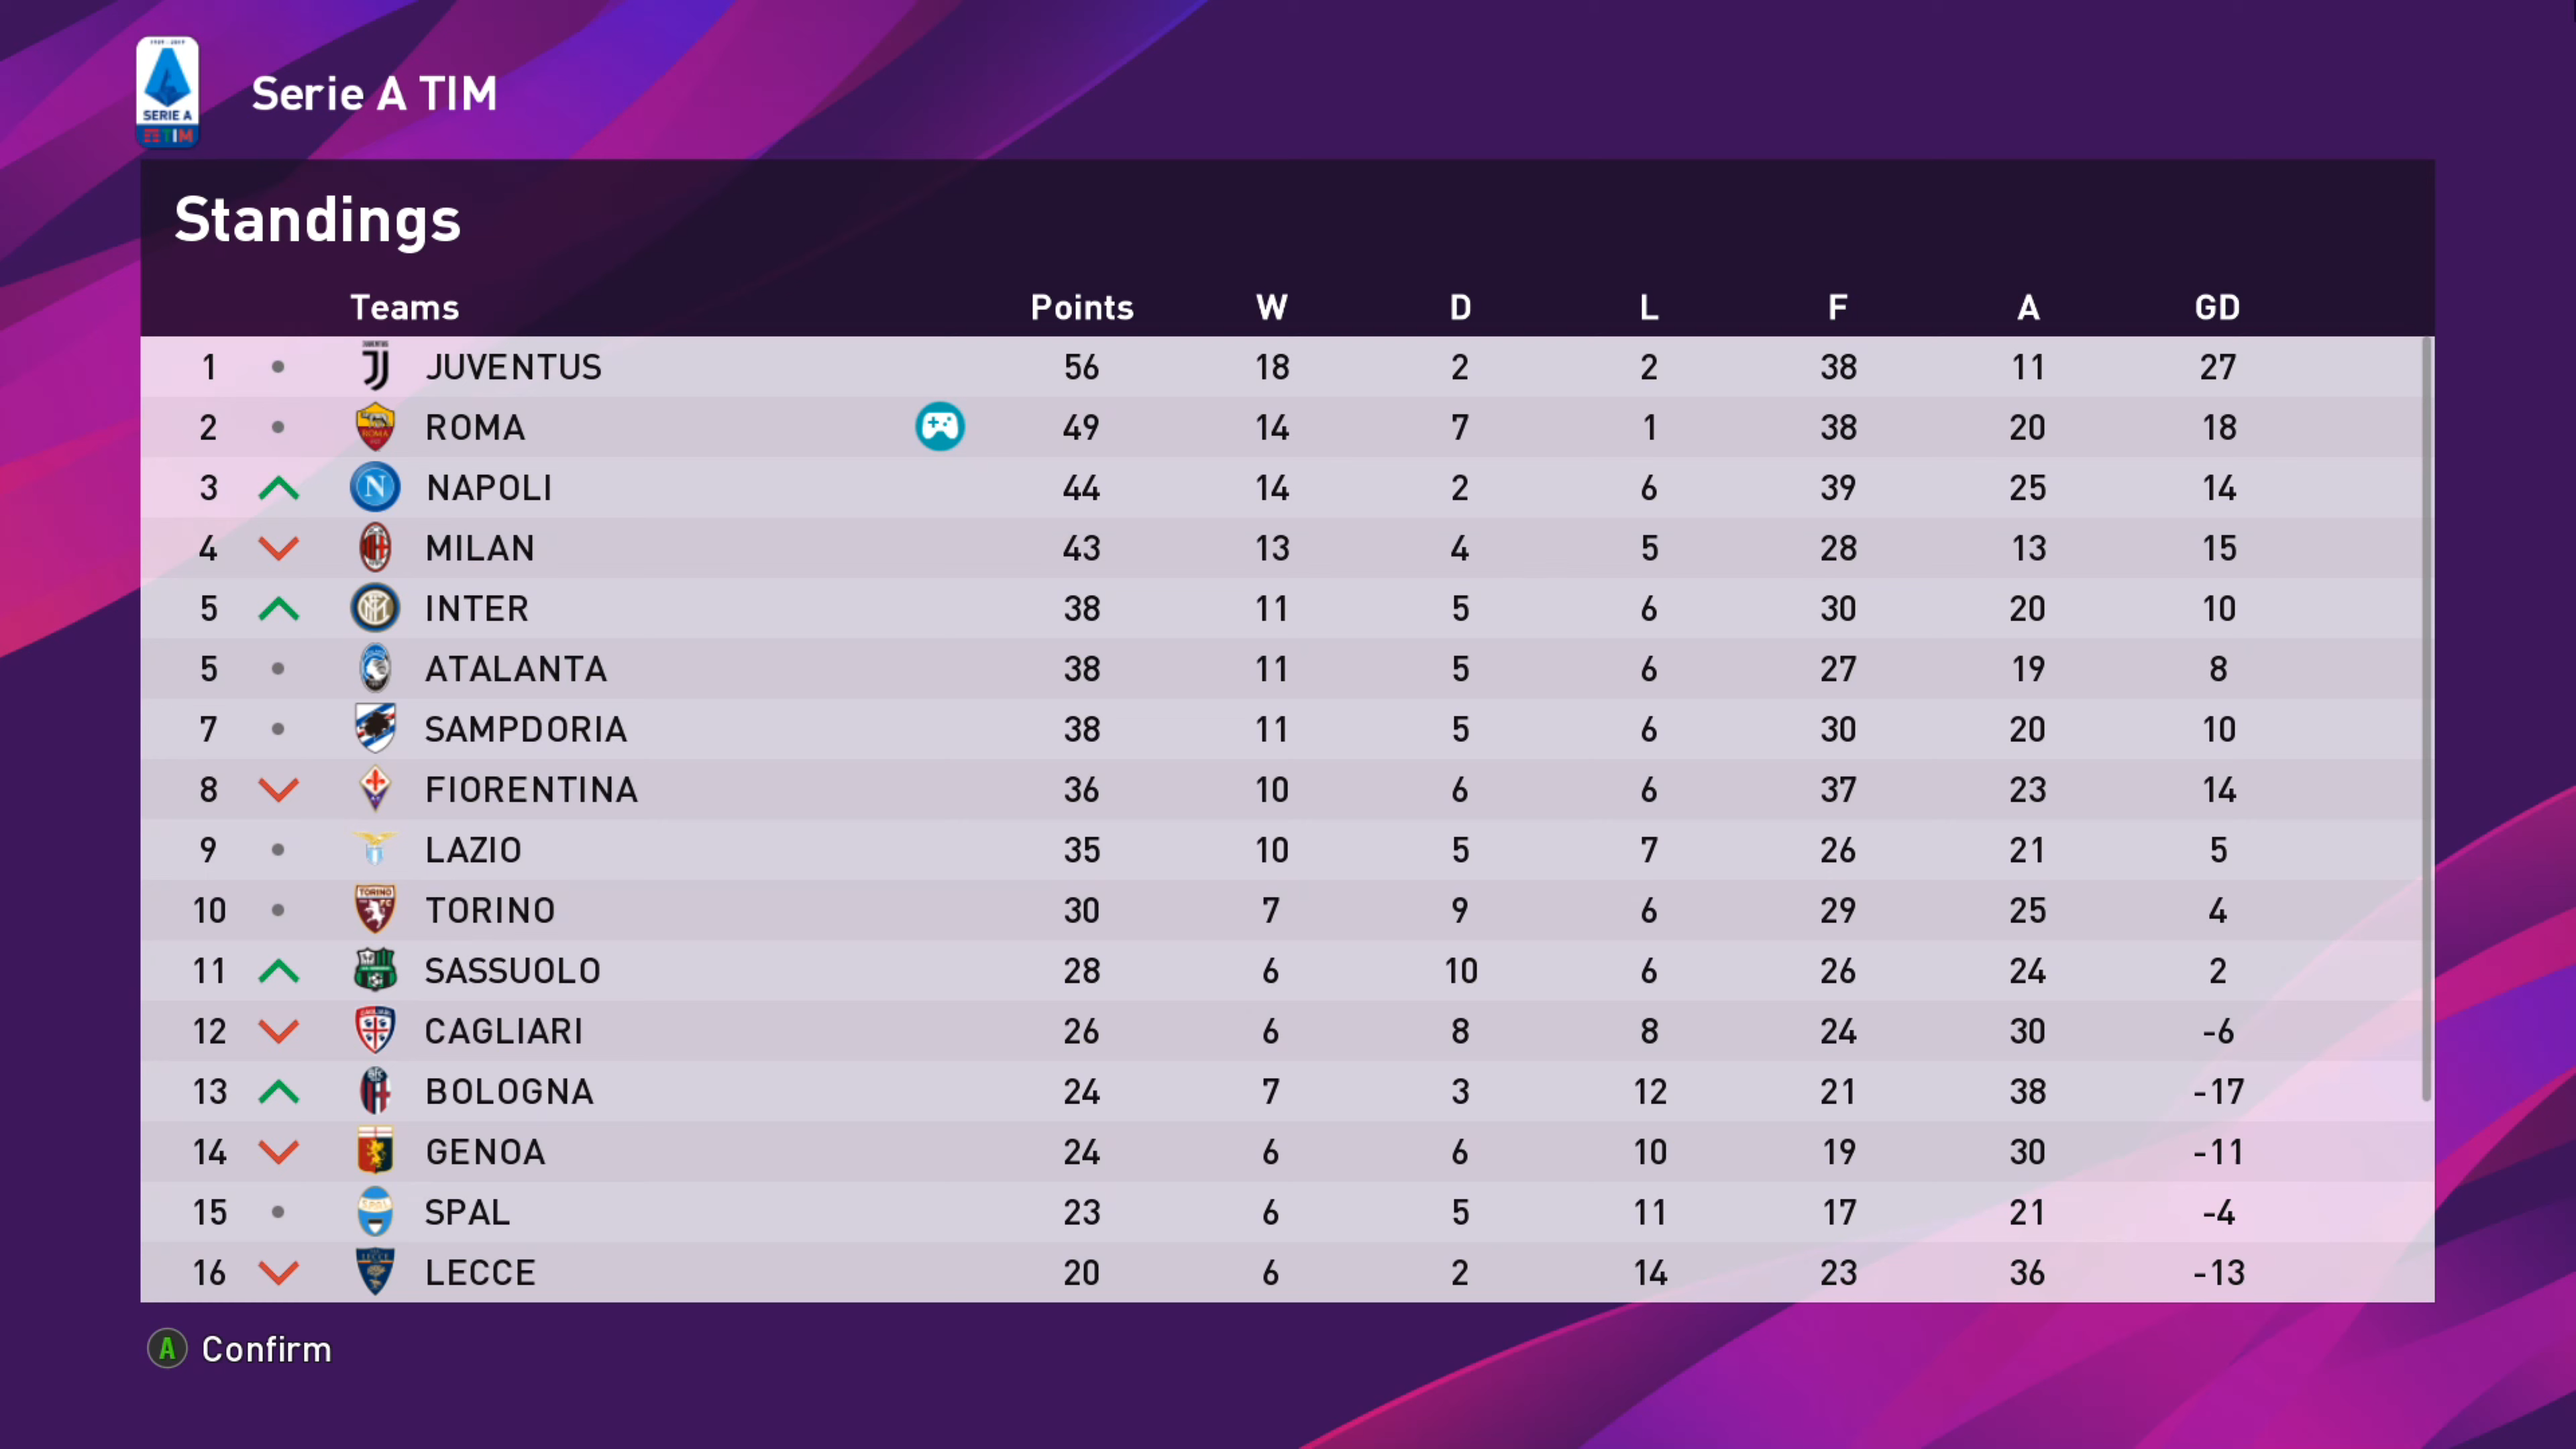 SERIE A
TIM
Serie A TIM
Standings
Teams Points W D L F A GD
1 JUVENTUS 56 18 2 2 38 11 27
2 ROMA 49 14 7 1 38 20 18
3 N NAPOLI 44 14 2 6 39 25 14
4 MILAN 43 13 4 5 28 13 15
5 INTER 38 11 5 6 30 20 10
5 ATALANTA 38 11 5 6 27 19 8
7 SAMPDORIA 38 11 5 6 30 20 10
8 FIORENTINA 36 10 6 6 37 23 14
9 LAZIO 35 10 5 7 26 21 5
10 TORINO 30 7 9 6 29 25 4
11 SASSUOLO 28 6 10 6 26 24 2
12 CAGLIARI 26 6 8 8 24 30 -6
13 BOLOGNA 24 7 3 12 21 38 -17
14 GENOA 24 6 6 10 19 30 -11
15 SPAL 23 6 5 11 17 21 -4
16 LECCE 20 6 2 14 23 36 -13
A Confirm